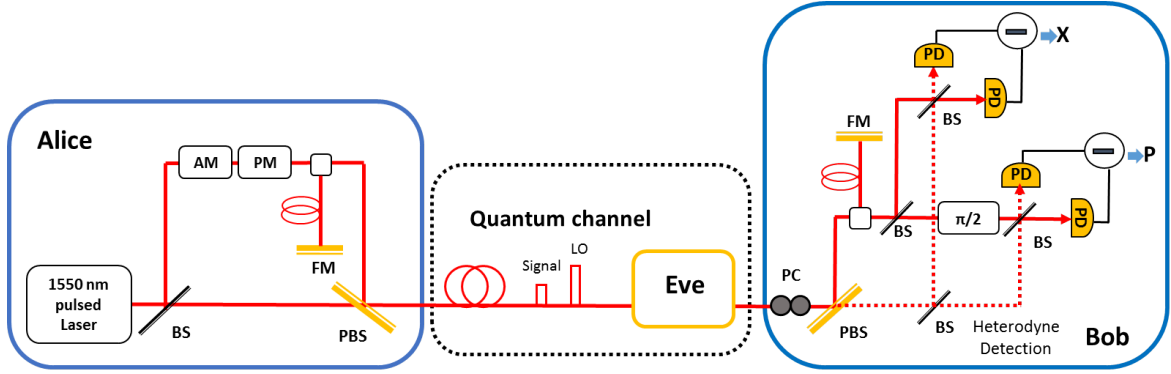 Alice
AM
PM
FM
1550 nm
pulsed
Laser
BS
PBS
Quantum channel
Signal
LO
Eve
PC
PBS
FM
BS
π/2
BS
PD
PD
X
BS
PD
PD
P
BS
Heterodyne
Detection
Bob